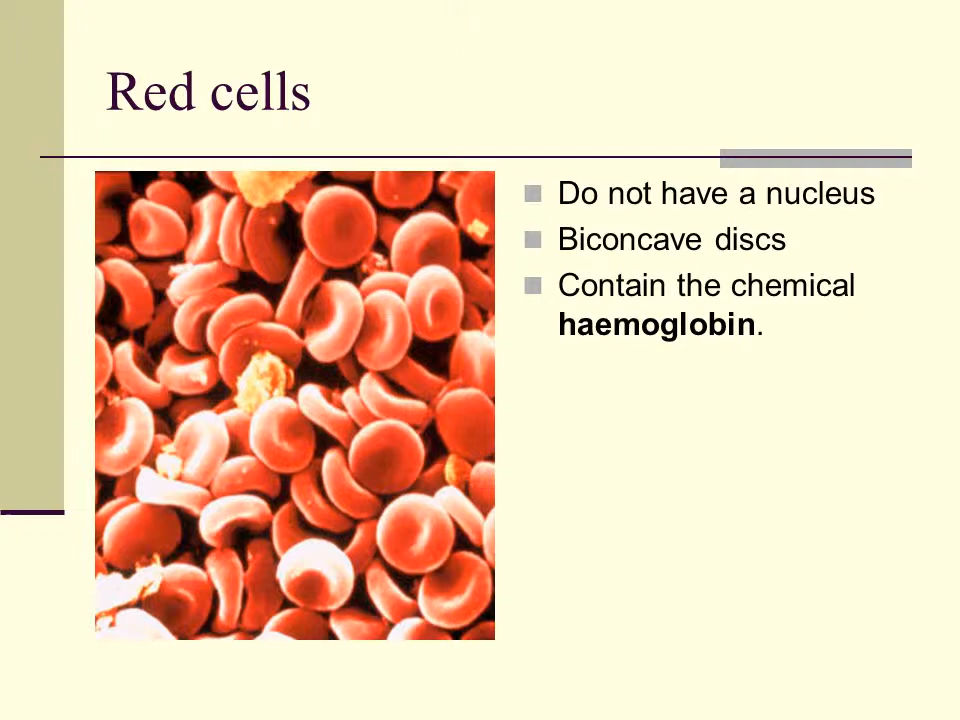 Red cells
Do not have a nucleus
Biconcave discs
Contain the chemical
haemoglobin.